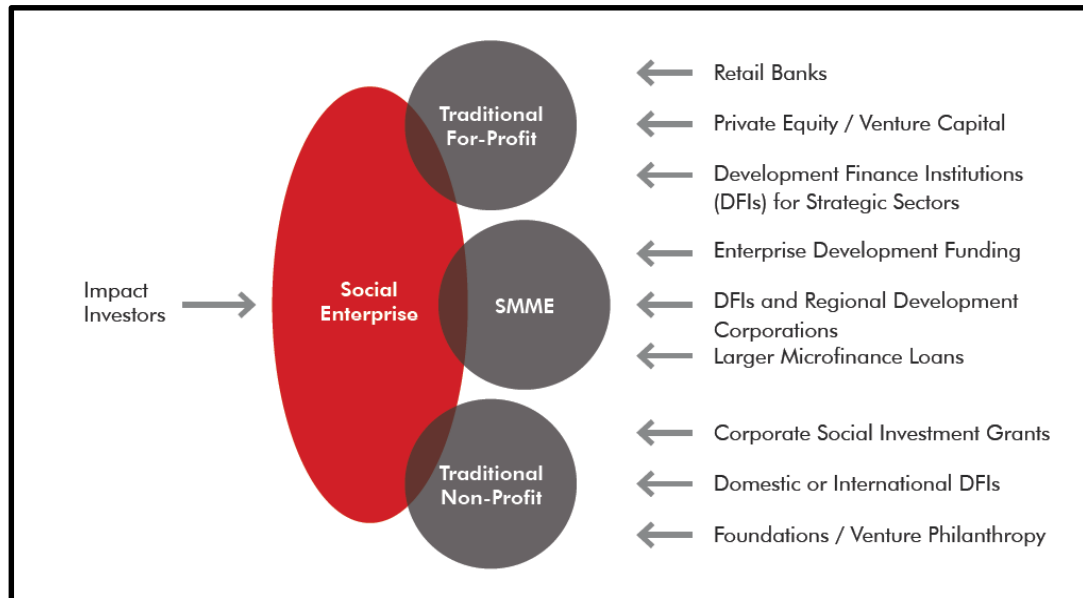 Retail Banks
Traditional
For-Profit
Private Equity / Venture Capital
Development Finance Institutions
(DFIs) for Strategic Sectors
Enterprise Development Funding
Impact
Investors
Social
Enterprise
SMME
DFIs and Regional Development
Corporations
Larger Microfinance Loans
Corporate Social Investment Grants
Traditional
Non-Profit
Domestic or International DFIs
Foundations / Venture Philanthropy